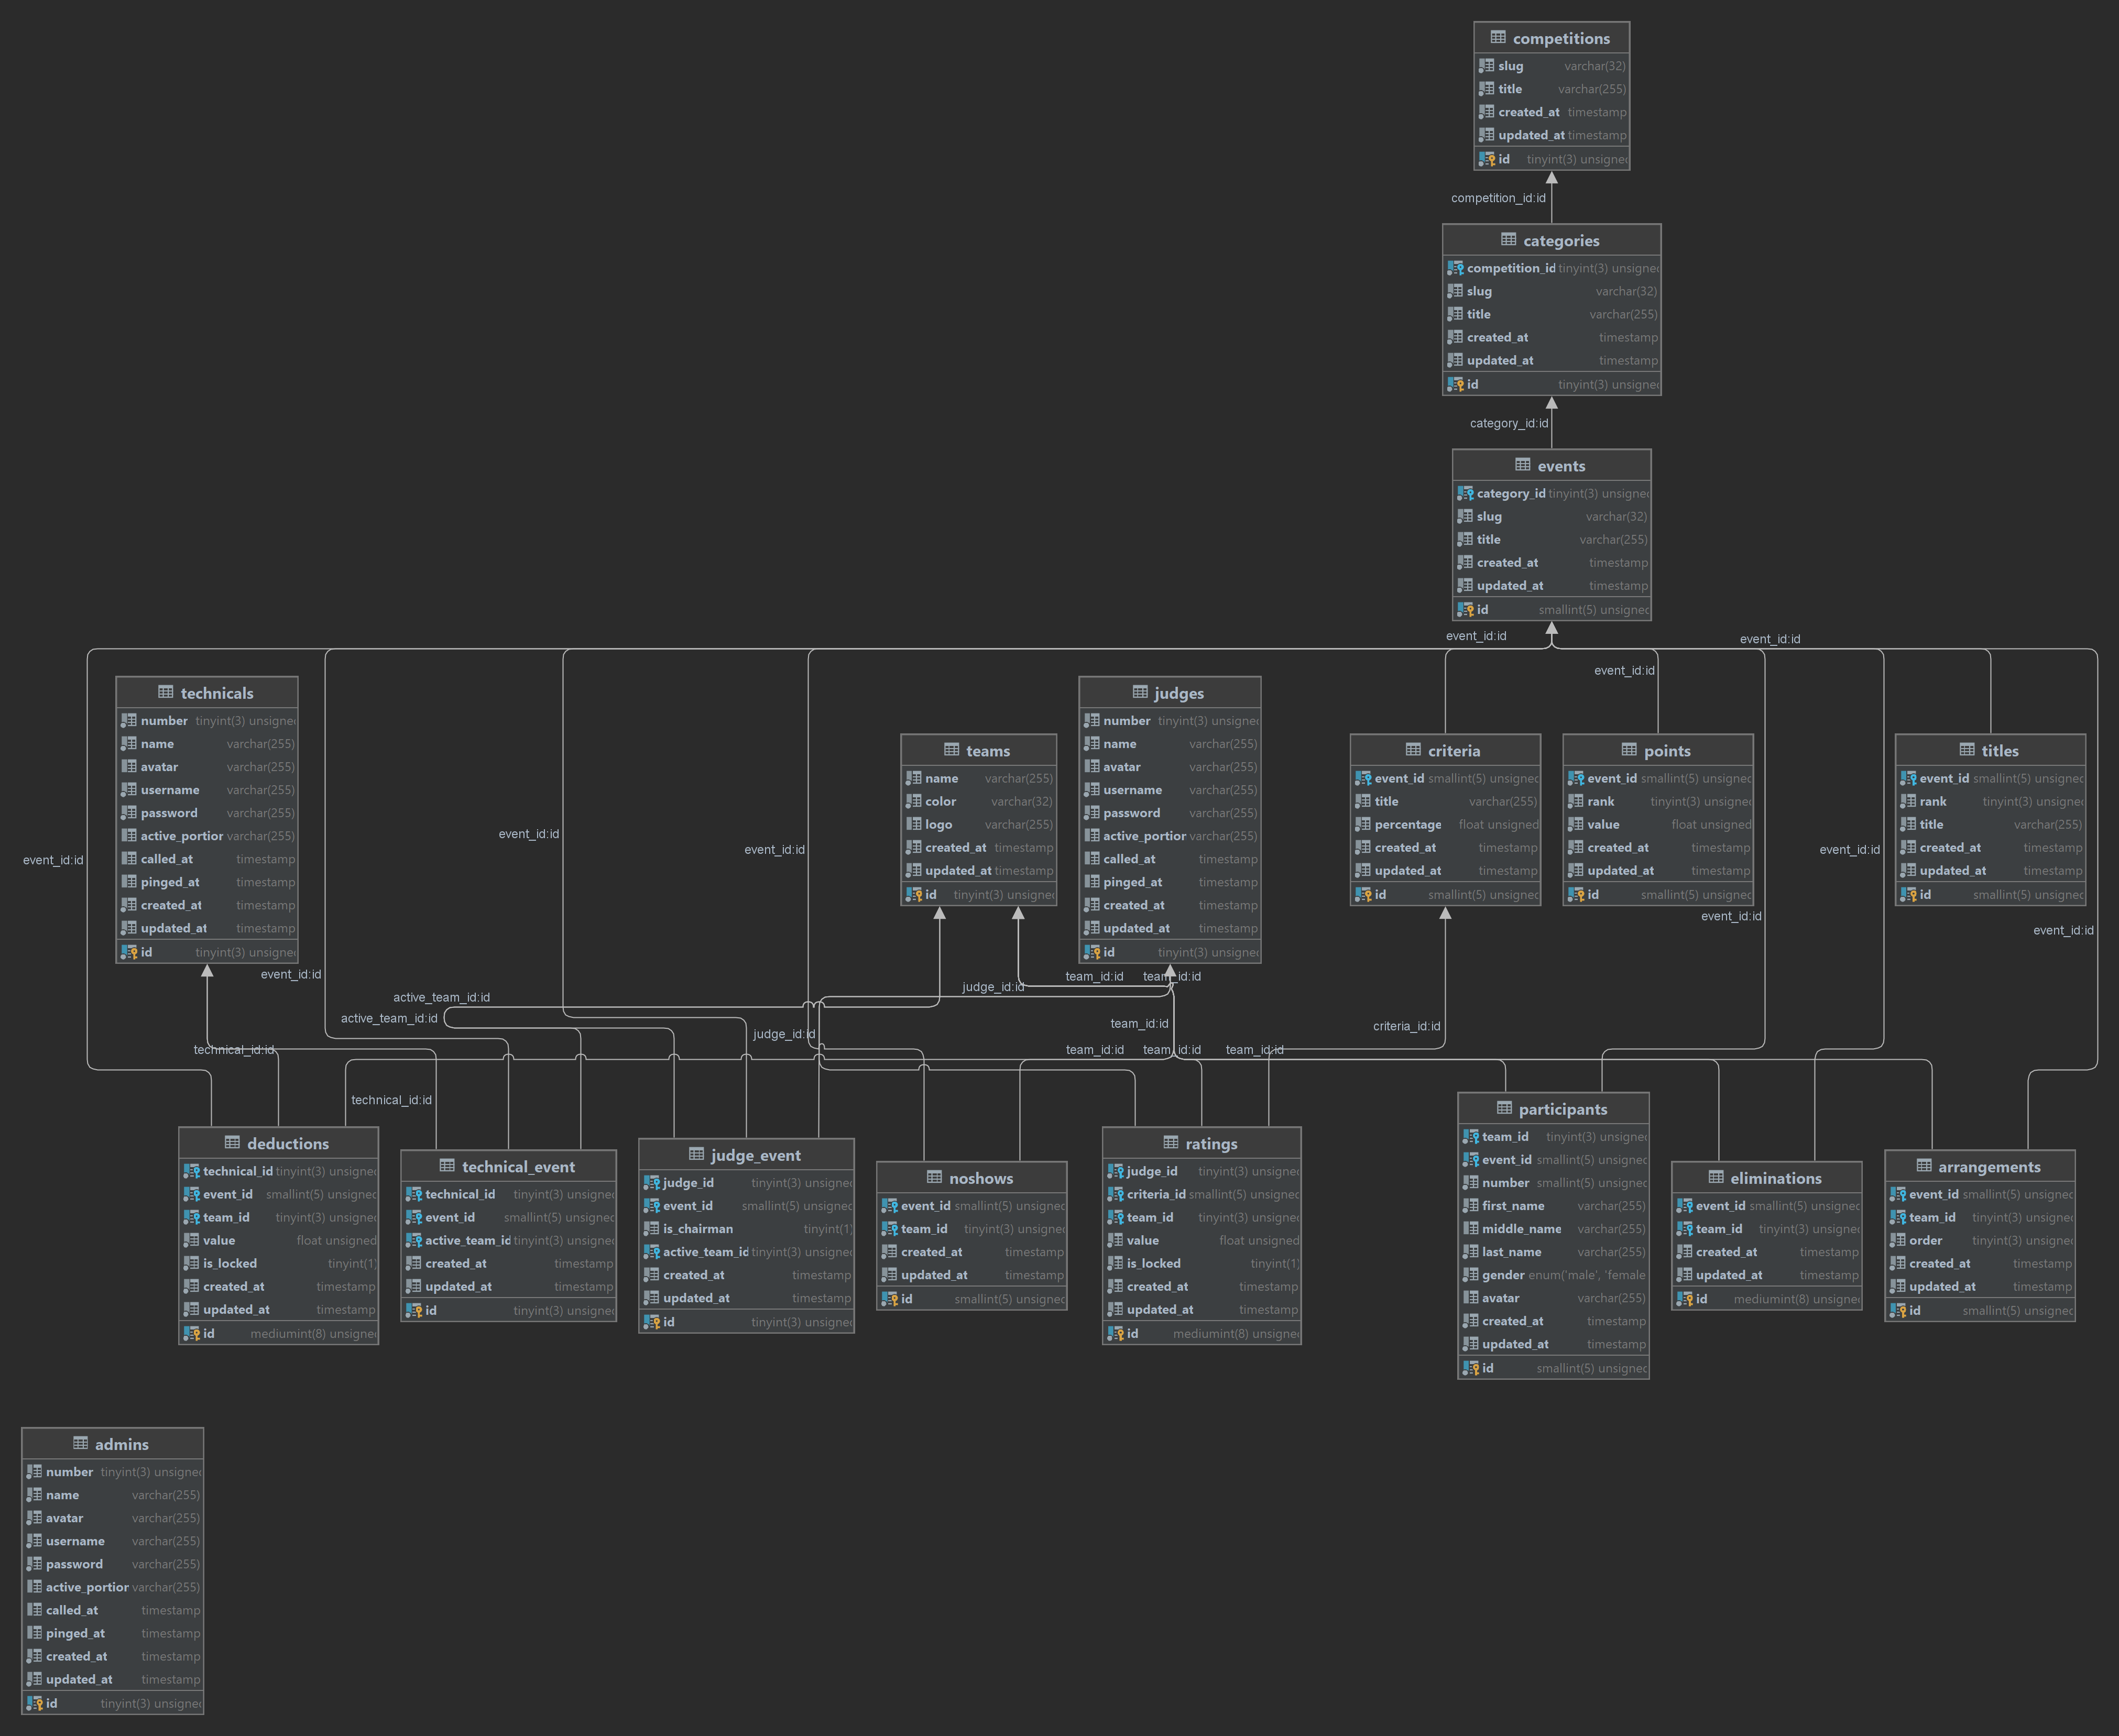 competitions
slug varchar(32)
title varchar(255)
created_at timestamp
updated_at timestamp
id tinyint(3) unsigned
competition_id:id
categories
competition_id tinyint(3) unsigned
slug varchar(32)
title varchar(255)
created_at timestamp
updated_at timestamp
id tinyint(3) unsigned
category_id:id
events
category_id tinyint(3) unsigned
slug varchar(32)
title varchar(255)
created_at timestamp
updated_at timestamp
id smallint(5) unsigned
event_id:id
event_id:id
event_id:id
technicals
number tinyint(3) unsigned
name varchar(255)
avatar varchar(255)
username varchar(255)
password varchar(255)
active_portion varchar(255)
called_at timestamp
pinged_at timestamp
created_at timestamp
updated_at timestamp
id tinyint(3) unsigned
teams
name varchar(255)
color varchar(32)
logo varchar(255)
created_at timestamp
updated_at timestamp
id tinyint(3) unsigned
judges
number tinyint(3) unsigned
name varchar(255)
avatar varchar(255)
username varchar(255)
password varchar(255)
active_portion varchar(255)
called_at timestamp
pinged_at timestamp
created_at timestamp
updated_at timestamp
id tinyint(3) unsigned
criteria
event_id smallint(5) unsigned
title varchar(255)
percentage float unsigned
created_at timestamp
updated_at timestamp
id smallint(5) unsigned
points
event_id smallint(5) unsigned
rank tinyint(3) unsigned
value float unsigned
created_at timestamp
updated_at timestamp
id smallint(5) unsigned
titles
event_id smallint(5) unsigned
rank tinyint(3) unsigned
title varchar(255)
created_at timestamp
updated_at timestamp
id smallint(5) unsigned
event_id:id
event_id:id
event_id:id
event_id:id
event_id:id
event_id:id
event_id:id
team_id:id
team_id:id
judge_id:id
active_team_id:id
active_team_id:id
team_id:id
criteria_id:id
judge_id:id
technical_id:id
team_id:id
team_id:id
team_id:id
technical_id:id
deductions
technical_id tinyint(3) unsigned
event_id smallint(5) unsigned
team_id tinyint(3) unsigned
value float unsigned
is_locked tinyint(1)
created_at timestamp
updated_at timestamp
id mediumint(8) unsigned
technical_event
technical_id tinyint(3) unsigned
event_id smallint(5) unsigned
active_team_id tinyint(3) unsigned
created_at timestamp
updated_at timestamp
id tinyint(3) unsigned
judge_event
judge_id tinyint(3) unsigned
event_id smallint(5) unsigned
is_chairman tinyint(1)
active_team_id tinyint(3) unsigned
created_at timestamp
updated_at timestamp
id tinyint(3) unsigned
noshows
event_id smallint(5) unsigned
team_id tinyint(3) unsigned
created_at timestamp
updated_at timestamp
id smallint(5) unsigned
ratings
judge_id tinyint(3) unsigned
criteria_id smallint(5) unsigned
team_id tinyint(3) unsigned
value float unsigned
is_locked tinyint(1)
created_at timestamp
updated_at timestamp
id mediumint(8) unsigned
participants
team_id tinyint(3) unsigned
event_id smallint(5) unsigned
number smallint(5) unsigned
first_name varchar(255)
middle_name varchar(255)
last_name varchar(255)
gender enum('male', 'female
avatar varchar(255)
created_at timestamp
updated_at timestamp
id smallint(5) unsigned
eliminations
event_id smallint(5) unsigned
team_id tinyint(3) unsigned
created_at timestamp
updated_at timestamp
id mediumint(8) unsigned
arrangements
event_id smallint(5) unsigned
team_id tinyint(3) unsigned
order tinyint(3) unsigned
created_at timestamp
updated_at timestamp
id smallint(5) unsigned
admins
number tinyint(3) unsigned
name varchar(255)
avatar varchar(255)
username varchar(255)
password varchar(255)
active_portion varchar(255)
called_at timestamp
pinged_at timestamp
created_at timestamp
updated_at timestamp
id tinyint(3) unsigned